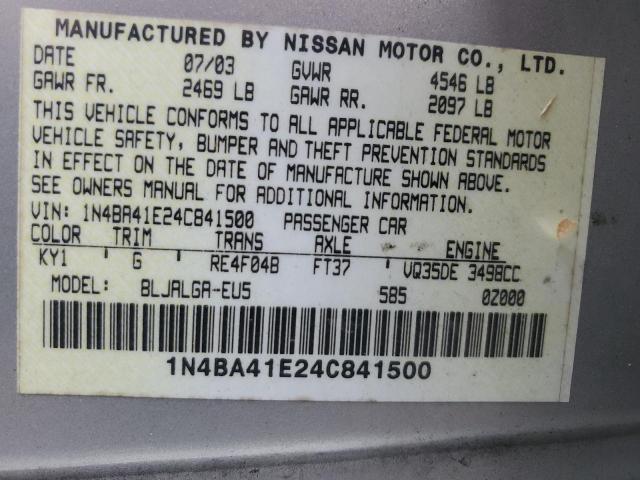 MANUFACTURED BY NISSAN MOTOR CO., LTD.
DATE 07/03 GVWR 4546 LB
GAWR FR. 2469 LB GAWR RR. 2097 LB
THIS VEHICLE CONFORMS TO ALL APPLICABLE FEDERAL MOTOR
VEHICLE SAFETY, BUMPER AND THEFT PREVENTION STANDARDS
IN EFFECT ON THE DATE OF MANUFACTURE SHOWN ABOVE.
SEE OWNERS MANUAL FOR ADDITIONAL INFORMATION.
VIN: 1N4BA41E24C841500 PASSENGER CAR
COLOR TRIM TRANS AXLE ENGINE
KY1 ' G RE4F04B FT37 ' VQ35DE 3498CC
MODEL: BLJALGA-EU5 585 0Z000
1N4BA41E24C841500